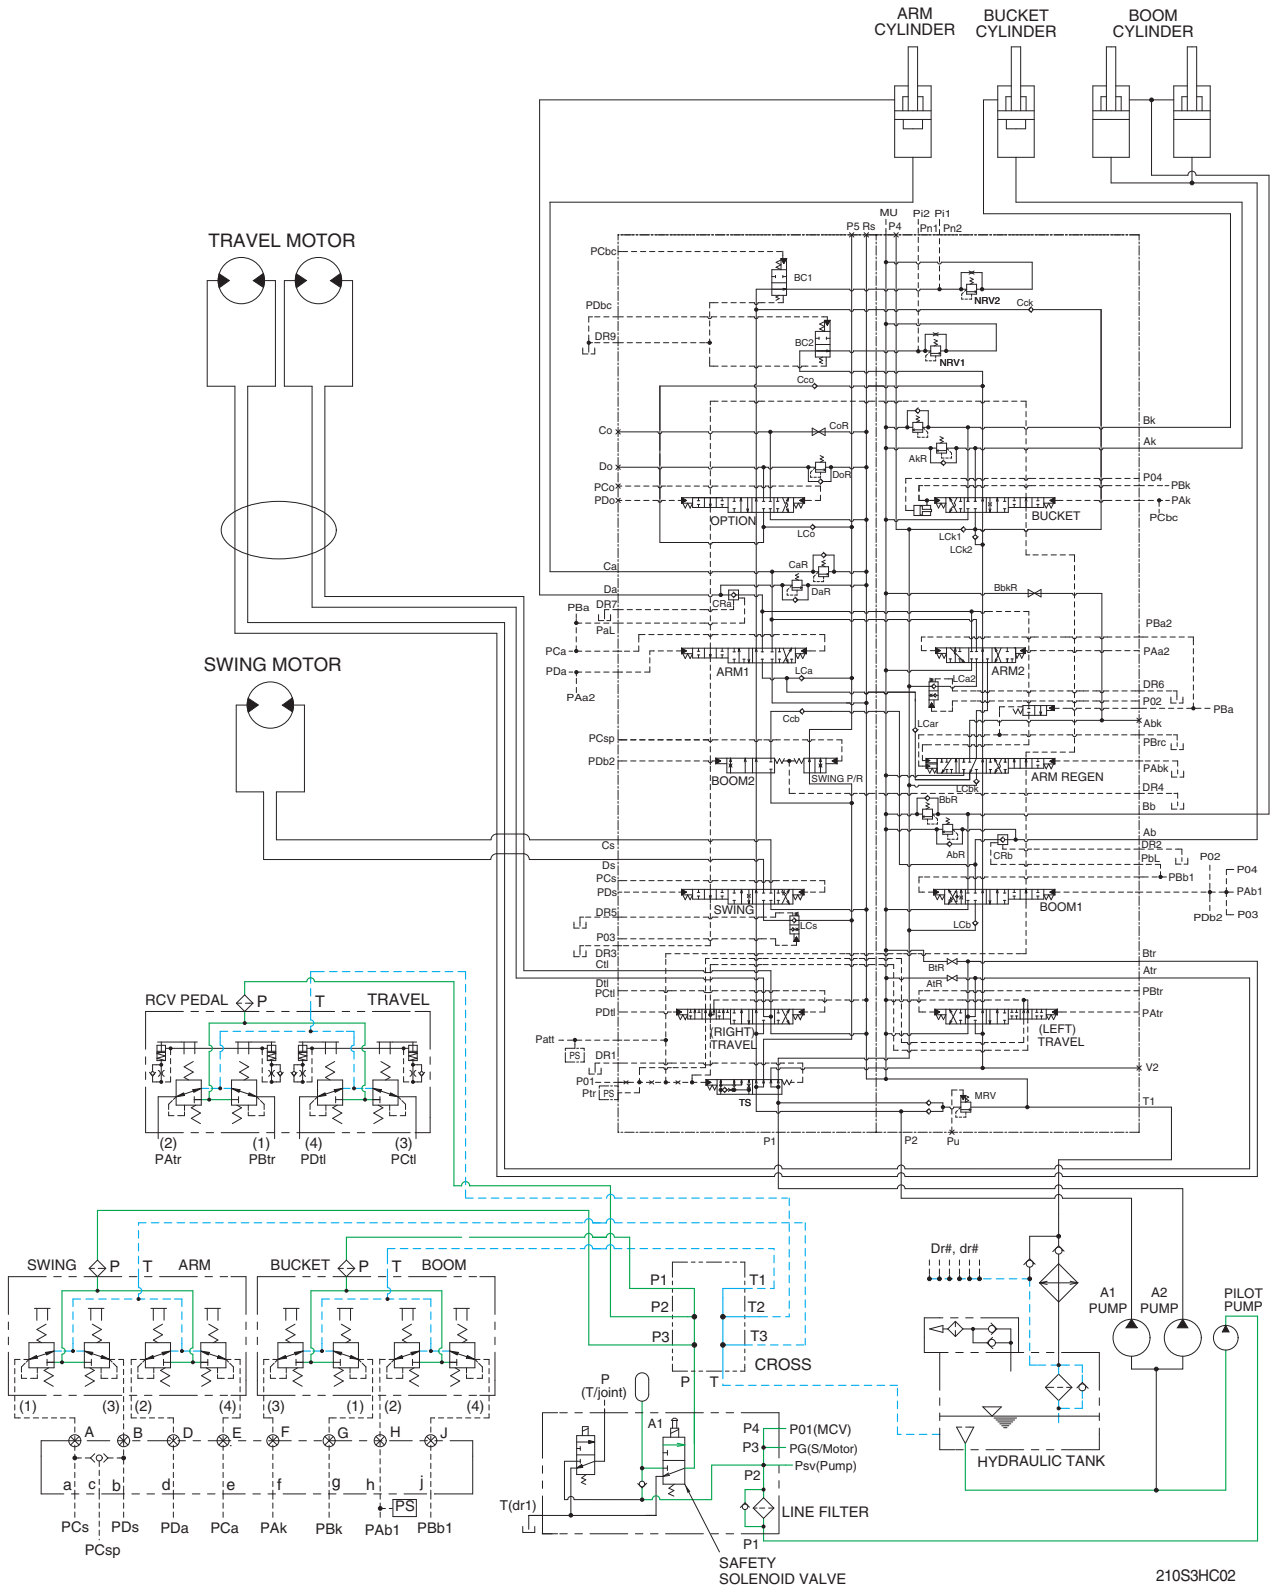 ARM
CYLINDER
BUCKET
CYLINDER
BOOM
CYLINDER
TRAVEL MOTOR
SWING MOTOR
MU
Pi2 Pi1
P5 Rs
P4
Pn1 Pn2
PCbc
BC1
NRV2
Cck
PDbc
DR9
BC2
NRV1
Cco
Co
CoR
Bk
Ak
AkR
Do
DoR
PCo
PDo
P04
PBk
PAk
PCbc
OPTION
BUCKET
LCo
LCk1
LCk2
Ca
CaR
Da
DaR
CRa
BbkR
PBa
DR7
PaL
PBa2
PCa
PAa2
PDa
PAa2
ARM1
LCa
ARM2
LCa2
DR6
P02
PBa
Ccb
LCar
Abk
PCsp
PBrc
PDb2
PAbk
BOOM2
SWING P/R
ARM REGEN
LCbk
DR4
BbR
Bb
AbR
CRb
Ab
Cs
DR2
Ds
PbL
P02
PCs
PBb1
P04
PDs
PAb1
SWING
BOOM1
PDb2
P03
DR5
LCs
LCb
P03
DR3
Ctl
Btr
BtR
Atr
AtR
Dtl
PCtl
PBtr
PDtl
PAtr
(RIGHT)
TRAVEL
(LEFT)
TRAVEL
Patt
PS
DR1
P01
Ptr
PS
V2
TS
MRV
T1
P1
P2
Pu
RCV PEDAL
P
T
TRAVEL
(2)
(1)
(4)
(3)
PAtr
PBtr
PDtl
PCtl
SWING
P
T
ARM
BUCKET
P
T
BOOM
(1)
(3)
(2)
(4)
(3)
(1)
(2)
(4)
A
B
D
E
F
G
H
J
a
c
b
d
e
f
g
h
j
PS
PCs
PDs
PDa
PCa
PAk
PBk
PAb1
PBb1
PCsp
P1
T1
P2
T2
P3
T3
CROSS
P
T
P
(T/joint)
A1
P4
P01(MCV)
P3
PG(S/Motor)
Psv(Pump)
P2
T(dr1)
LINE FILTER
P1
SAFETY
SOLENOID VALVE
Dr#, dr#
A1
PUMP
A2
PUMP
PILOT
PUMP
HYDRAULIC TANK
210S3HC02